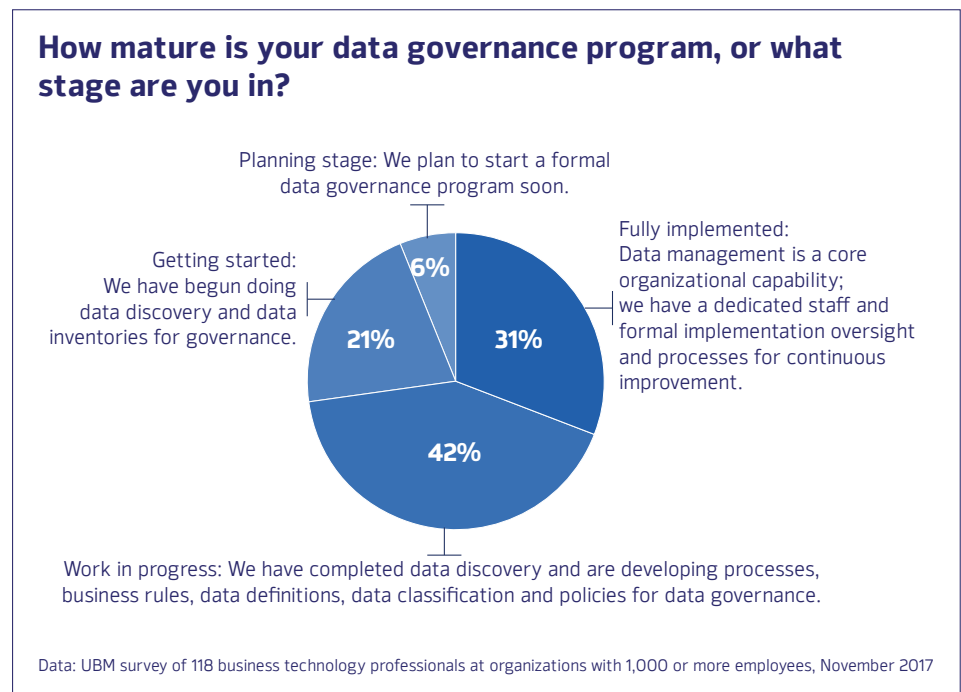 How mature is your data governance program, or what
stage are you in?
Planning stage: We plan to start a formal
data governance program soon.
Getting started:
We have begun doing
data discovery and data
inventories for governance.
Fully implemented:
Data management is a core
organizational capability;
we have a dedicated staff and
formal implementation oversight
and processes for continuous
improvement.
6%
21%
31%
42%
Work in progress: We have completed data discovery and are developing processes,
business rules, data definitions, data classification and policies for data governance.
Data: UBM survey of 118 business technology professionals at organizations with 1,000 or more employees, November 2017